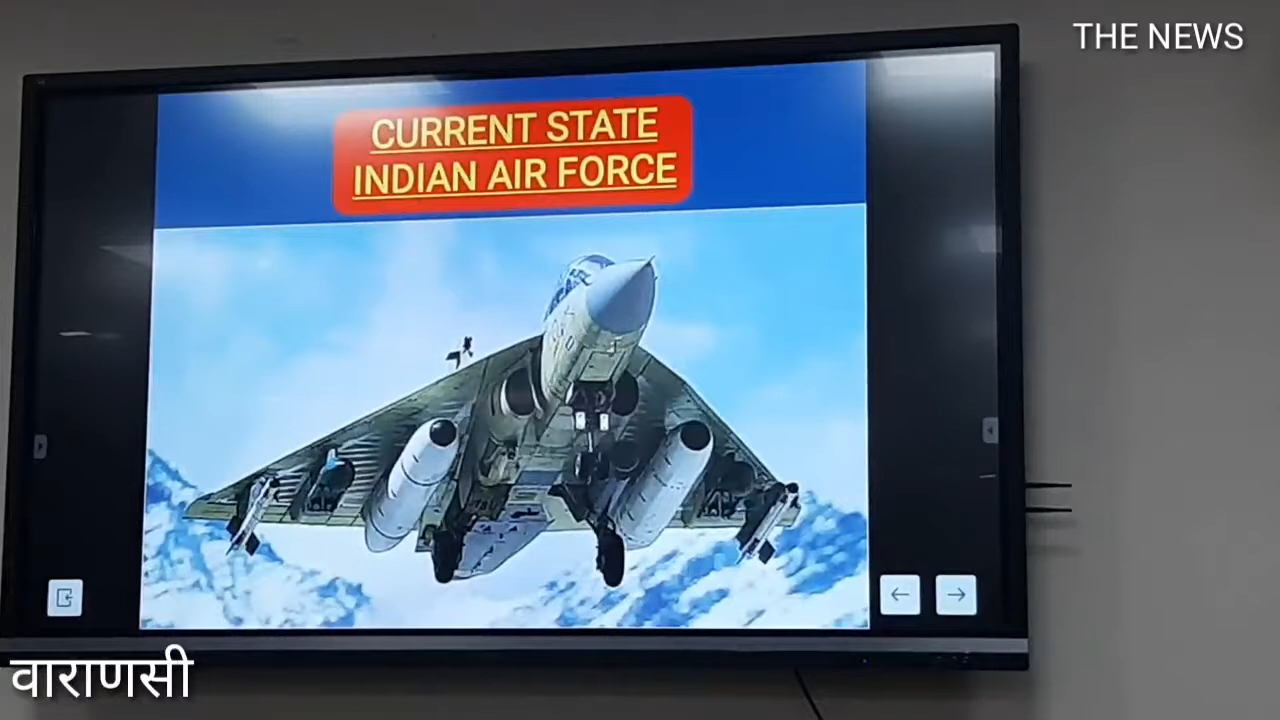 THE NEWS
CURRENT STATE
INDIAN AIR FORCE
वाराणसी